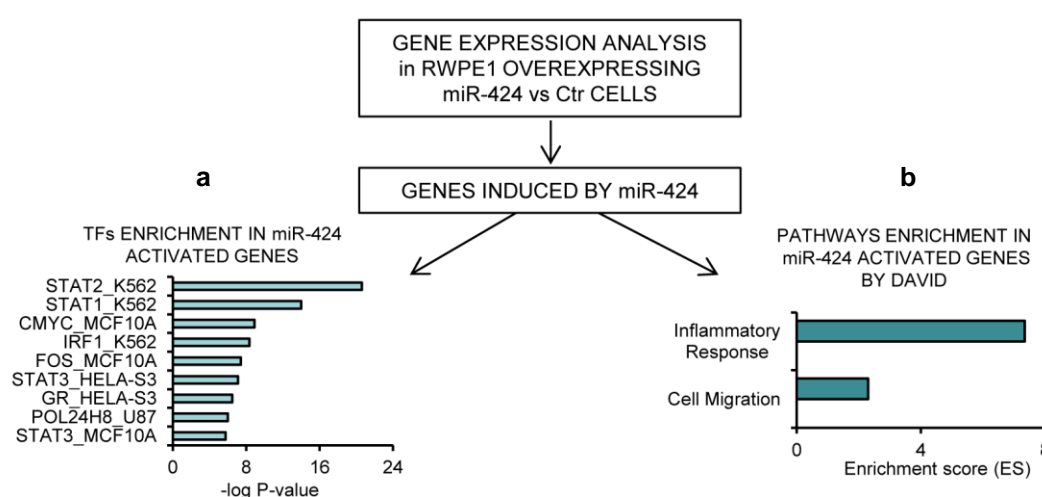 GENE EXPRESSION ANALYSIS
in RWPE1 OVEREXPRESSING
miR-424 vs Ctr CELLS
GENES INDUCED BY miR-424
a
TFs ENRICHMENT IN miR-424
ACTIVATED GENES
STAT2_K562
STAT1_K562
CMYC_MCF10A
IRF1_K562
FOS_MCF10A
STAT3_HELA-S3
GR_HELA-S3
POL24H8_U87
STAT3_MCF10A
0 8 16 24
-log P-value
b
PATHWAYS ENRICHMENT IN
miR-424 ACTIVATED GENES
BY DAVID
Inflammatory
Response
Cell Migration
0 4 8
Enrichment score (ES)